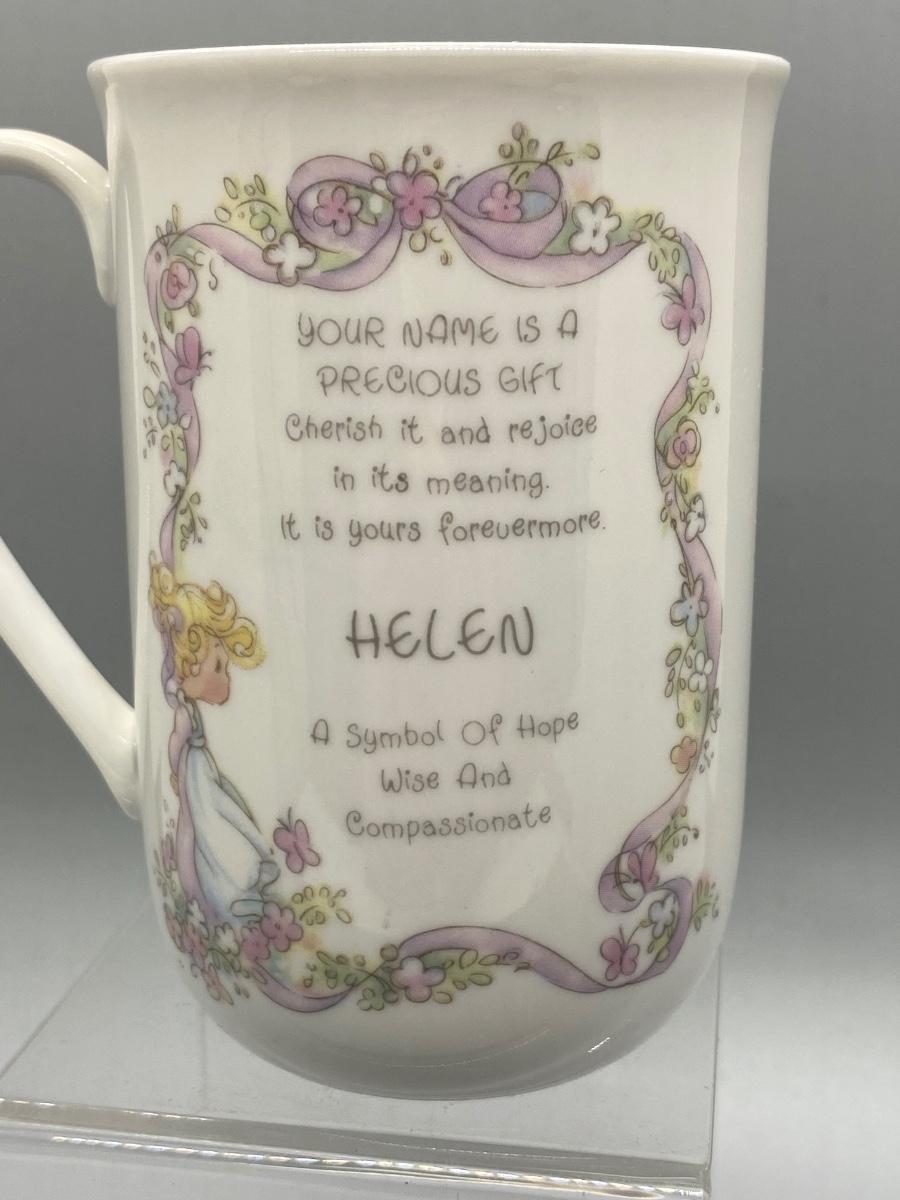 YOUR NAME IS A
PRECIOUS GIFT
Cherish it and rejoice
in its meaning.
It is yours forevermore.
HELEN
A Symbol Of Hope
Wise And
Compassionate